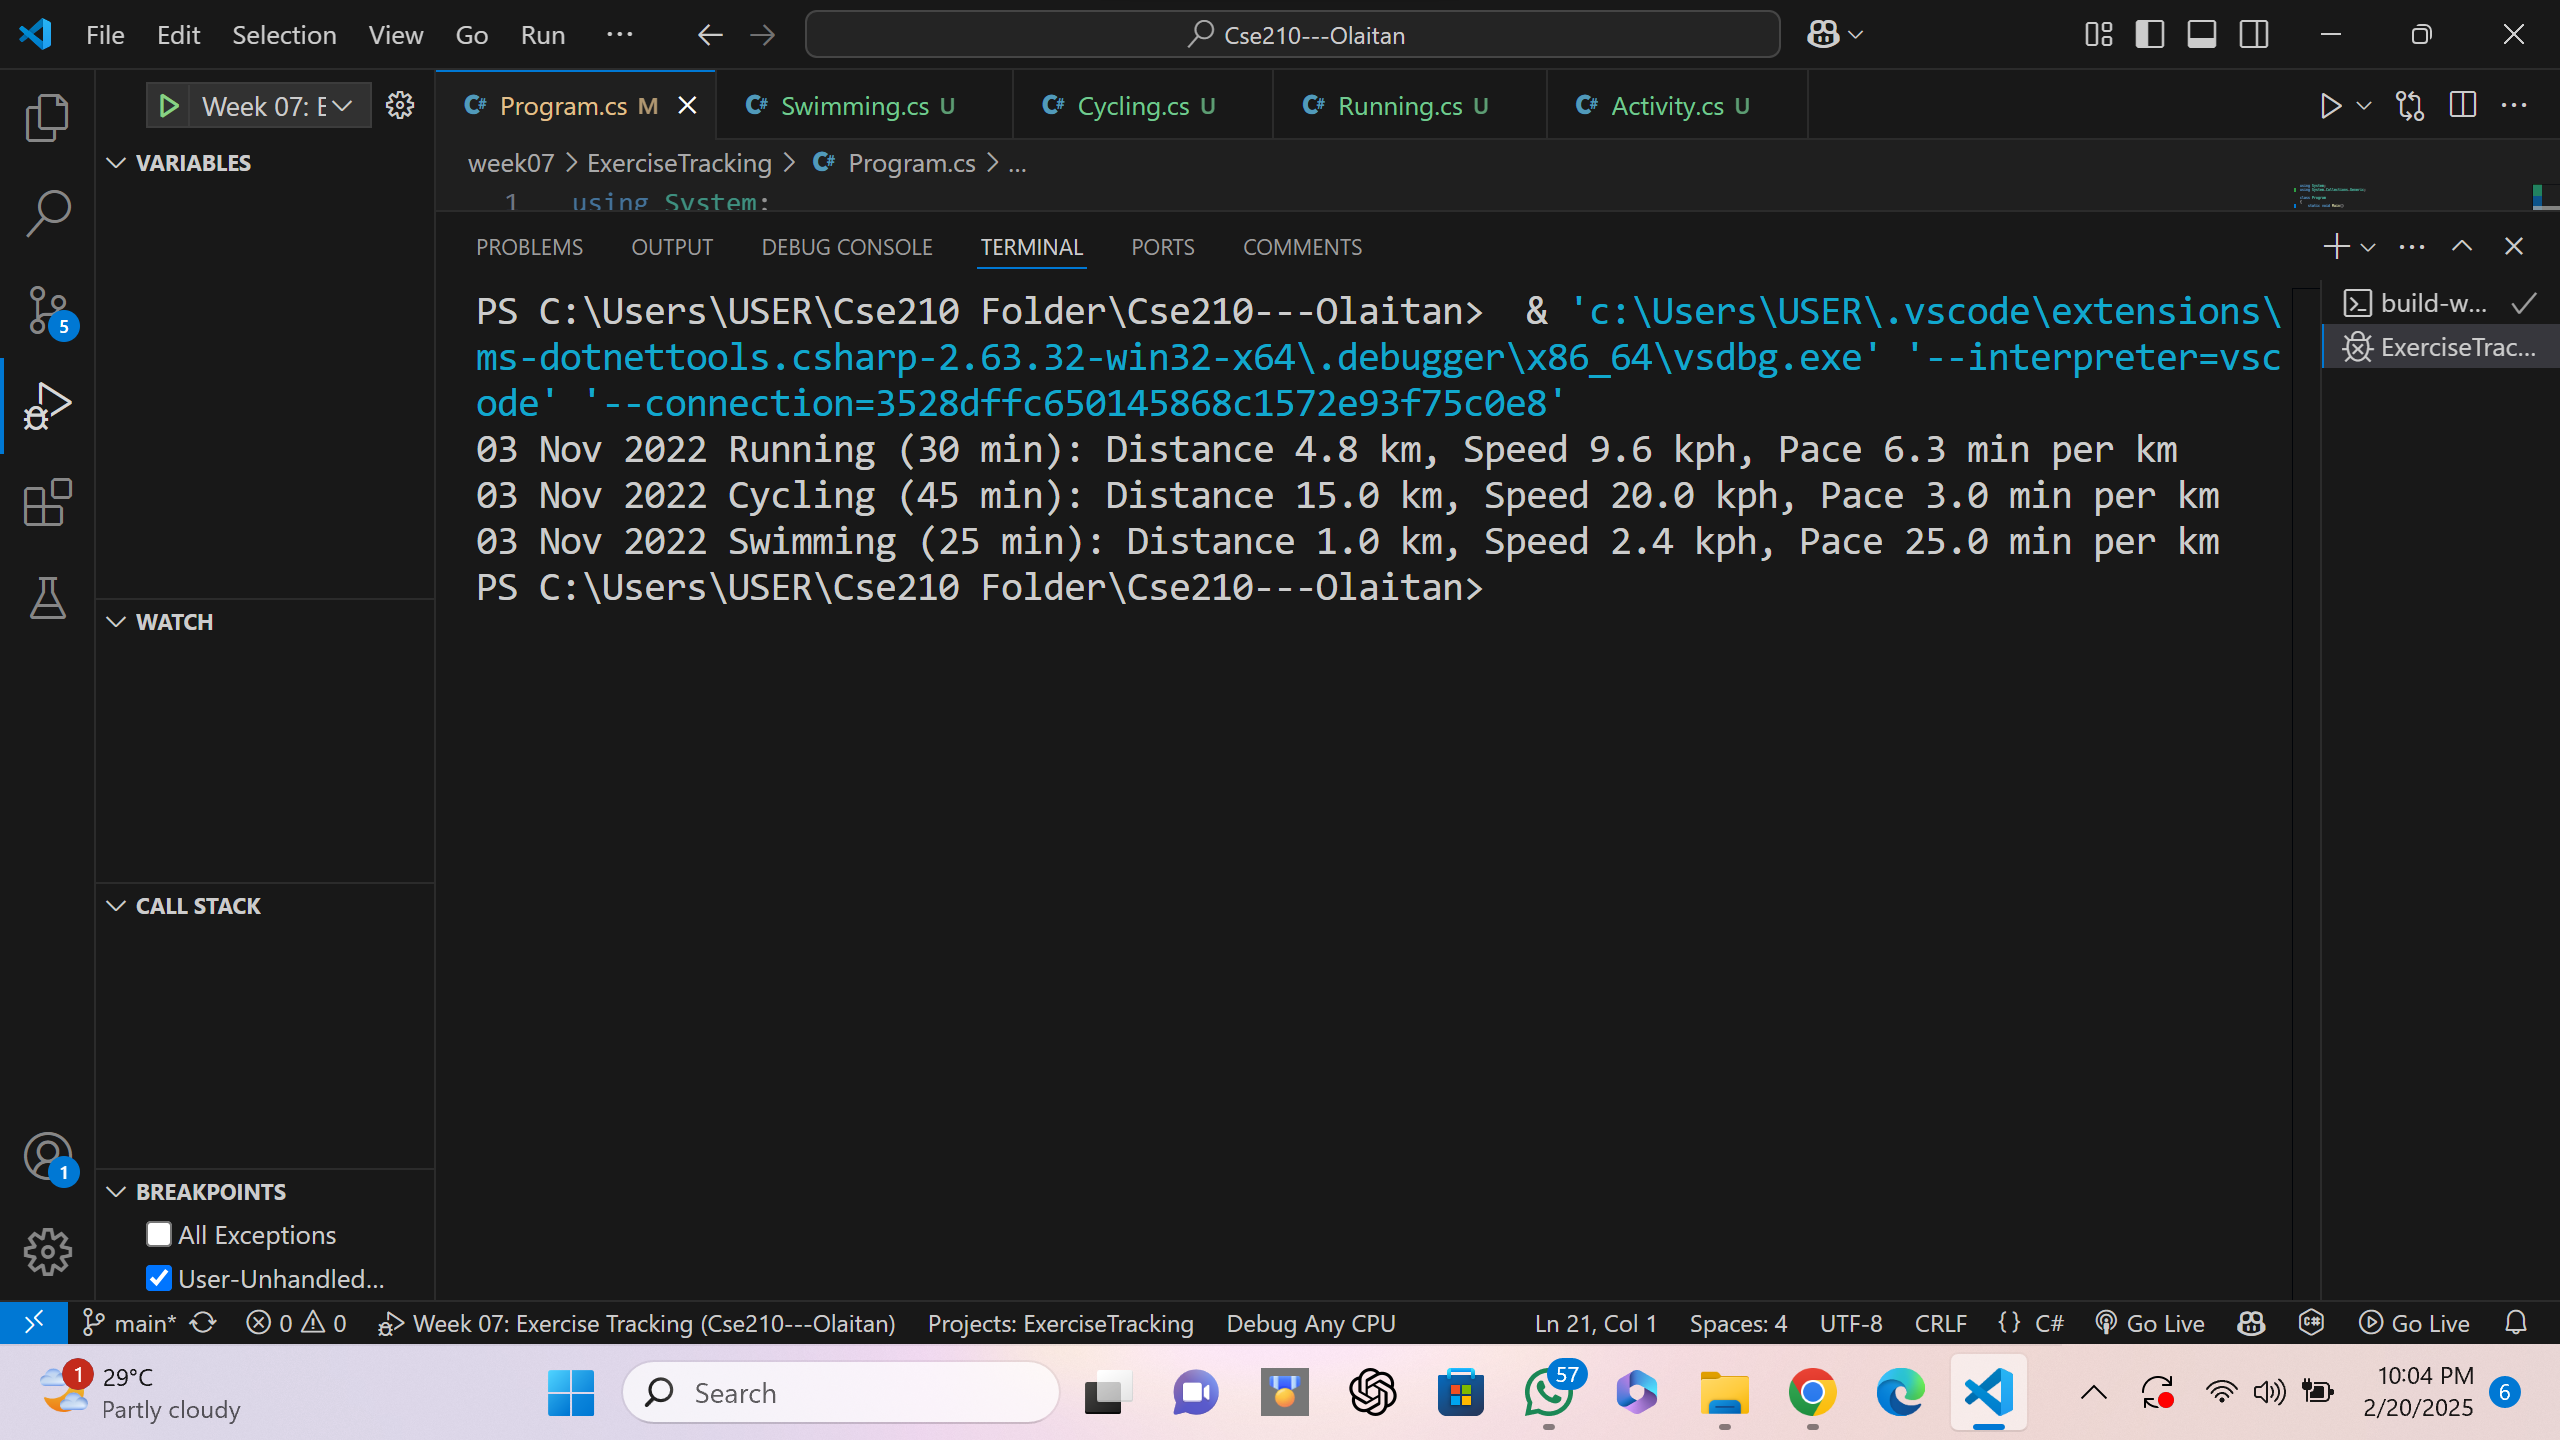 File Edit Selection View Go Run ...
Cse210---Olaitan
Week 07: E
Program.cs M
Swimming.cs U
Cycling.cs U
Running.cs U
Activity.cs U
VARIABLES
week07 > ExerciseTracking > C# Program.cs > ...
1 using System;
PROBLEMS OUTPUT DEBUG CONSOLE TERMINAL PORTS COMMENTS
PS C:\Users\USER\Cse210 Folder\Cse210---Olaitan>  & 'c:\Users\USER\.vscode\extensions\
ms-dotnettools.csharp-2.63.32-win32-x64\.debugger\x86_64\vsdbg.exe' '--interpreter=vsc
ode' '--connection=3528dffc650145868c1572e93f75c0e8'
03 Nov 2022 Running (30 min): Distance 4.8 km, Speed 9.6 kph, Pace 6.3 min per km
03 Nov 2022 Cycling (45 min): Distance 15.0 km, Speed 20.0 kph, Pace 3.0 min per km
03 Nov 2022 Swimming (25 min): Distance 1.0 km, Speed 2.4 kph, Pace 25.0 min per km
PS C:\Users\USER\Cse210 Folder\Cse210---Olaitan>
build-w...
ExerciseTrac...
5
WATCH
CALL STACK
1
BREAKPOINTS
All Exceptions
User-Unhandled...
main* 0 0 Week 07: Exercise Tracking (Cse210---Olaitan) Projects: ExerciseTracking Debug Any CPU Ln 21, Col 1 Spaces: 4 UTF-8 CRLF {} C# Go Live Go Live
1
29°C
Partly cloudy
Search
57
10:04 PM
2/20/2025
6